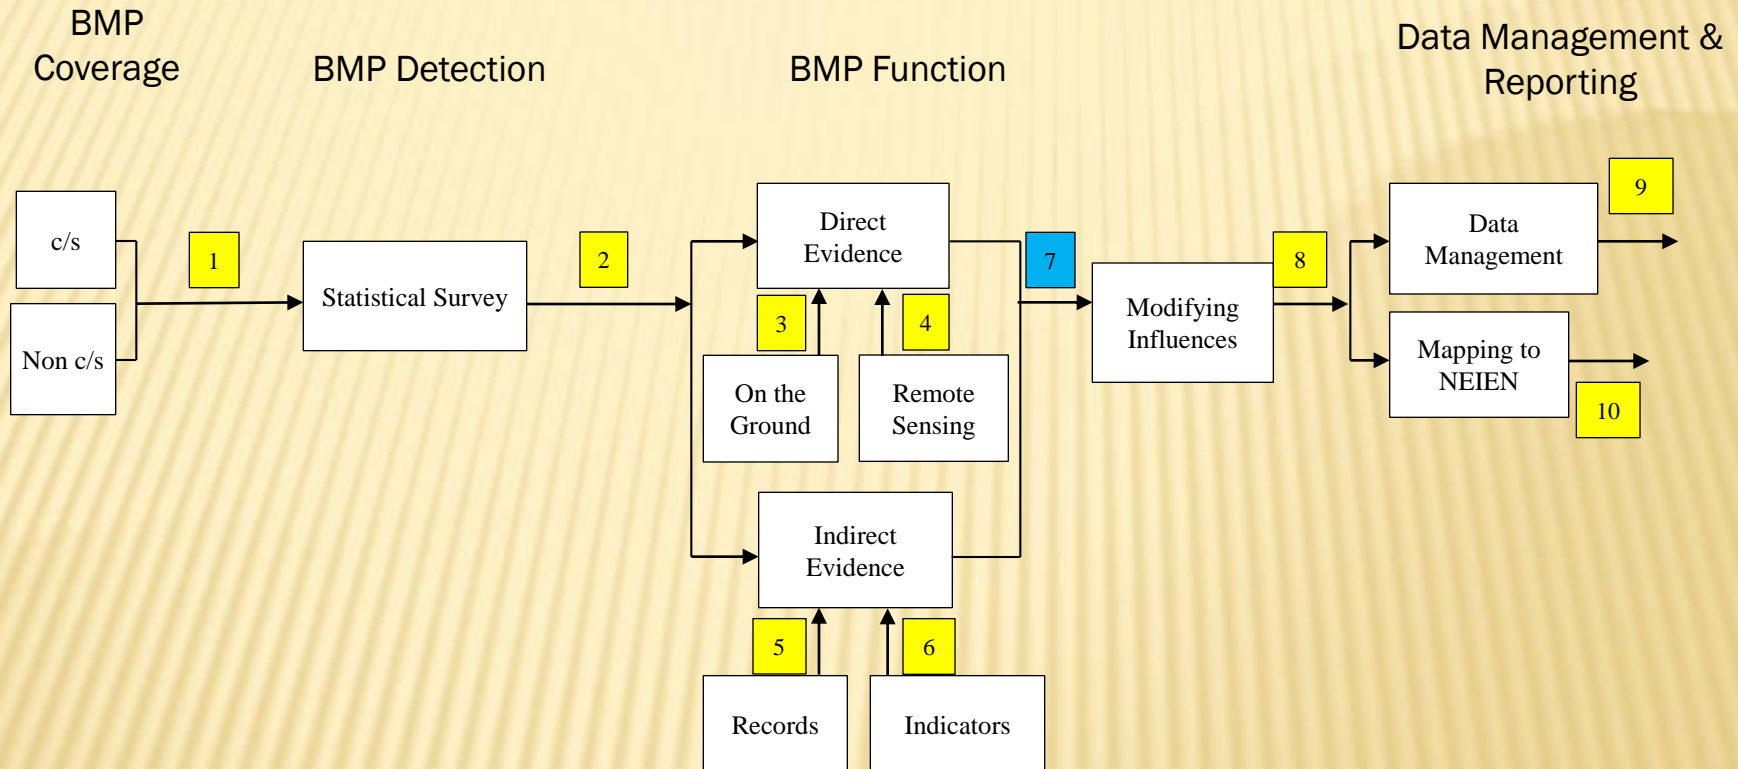 BMP
Coverage
BMP Detection
BMP Function
Data Management &
Reporting
c/s
Non c/s
1
Statistical Survey
2
Direct
Evidence
3
4
On the
Ground
Remote
Sensing
Indirect
Evidence
5
6
Records
Indicators
7
Modifying
Influences
8
Data
Management
9
Mapping to
NEIEN
10